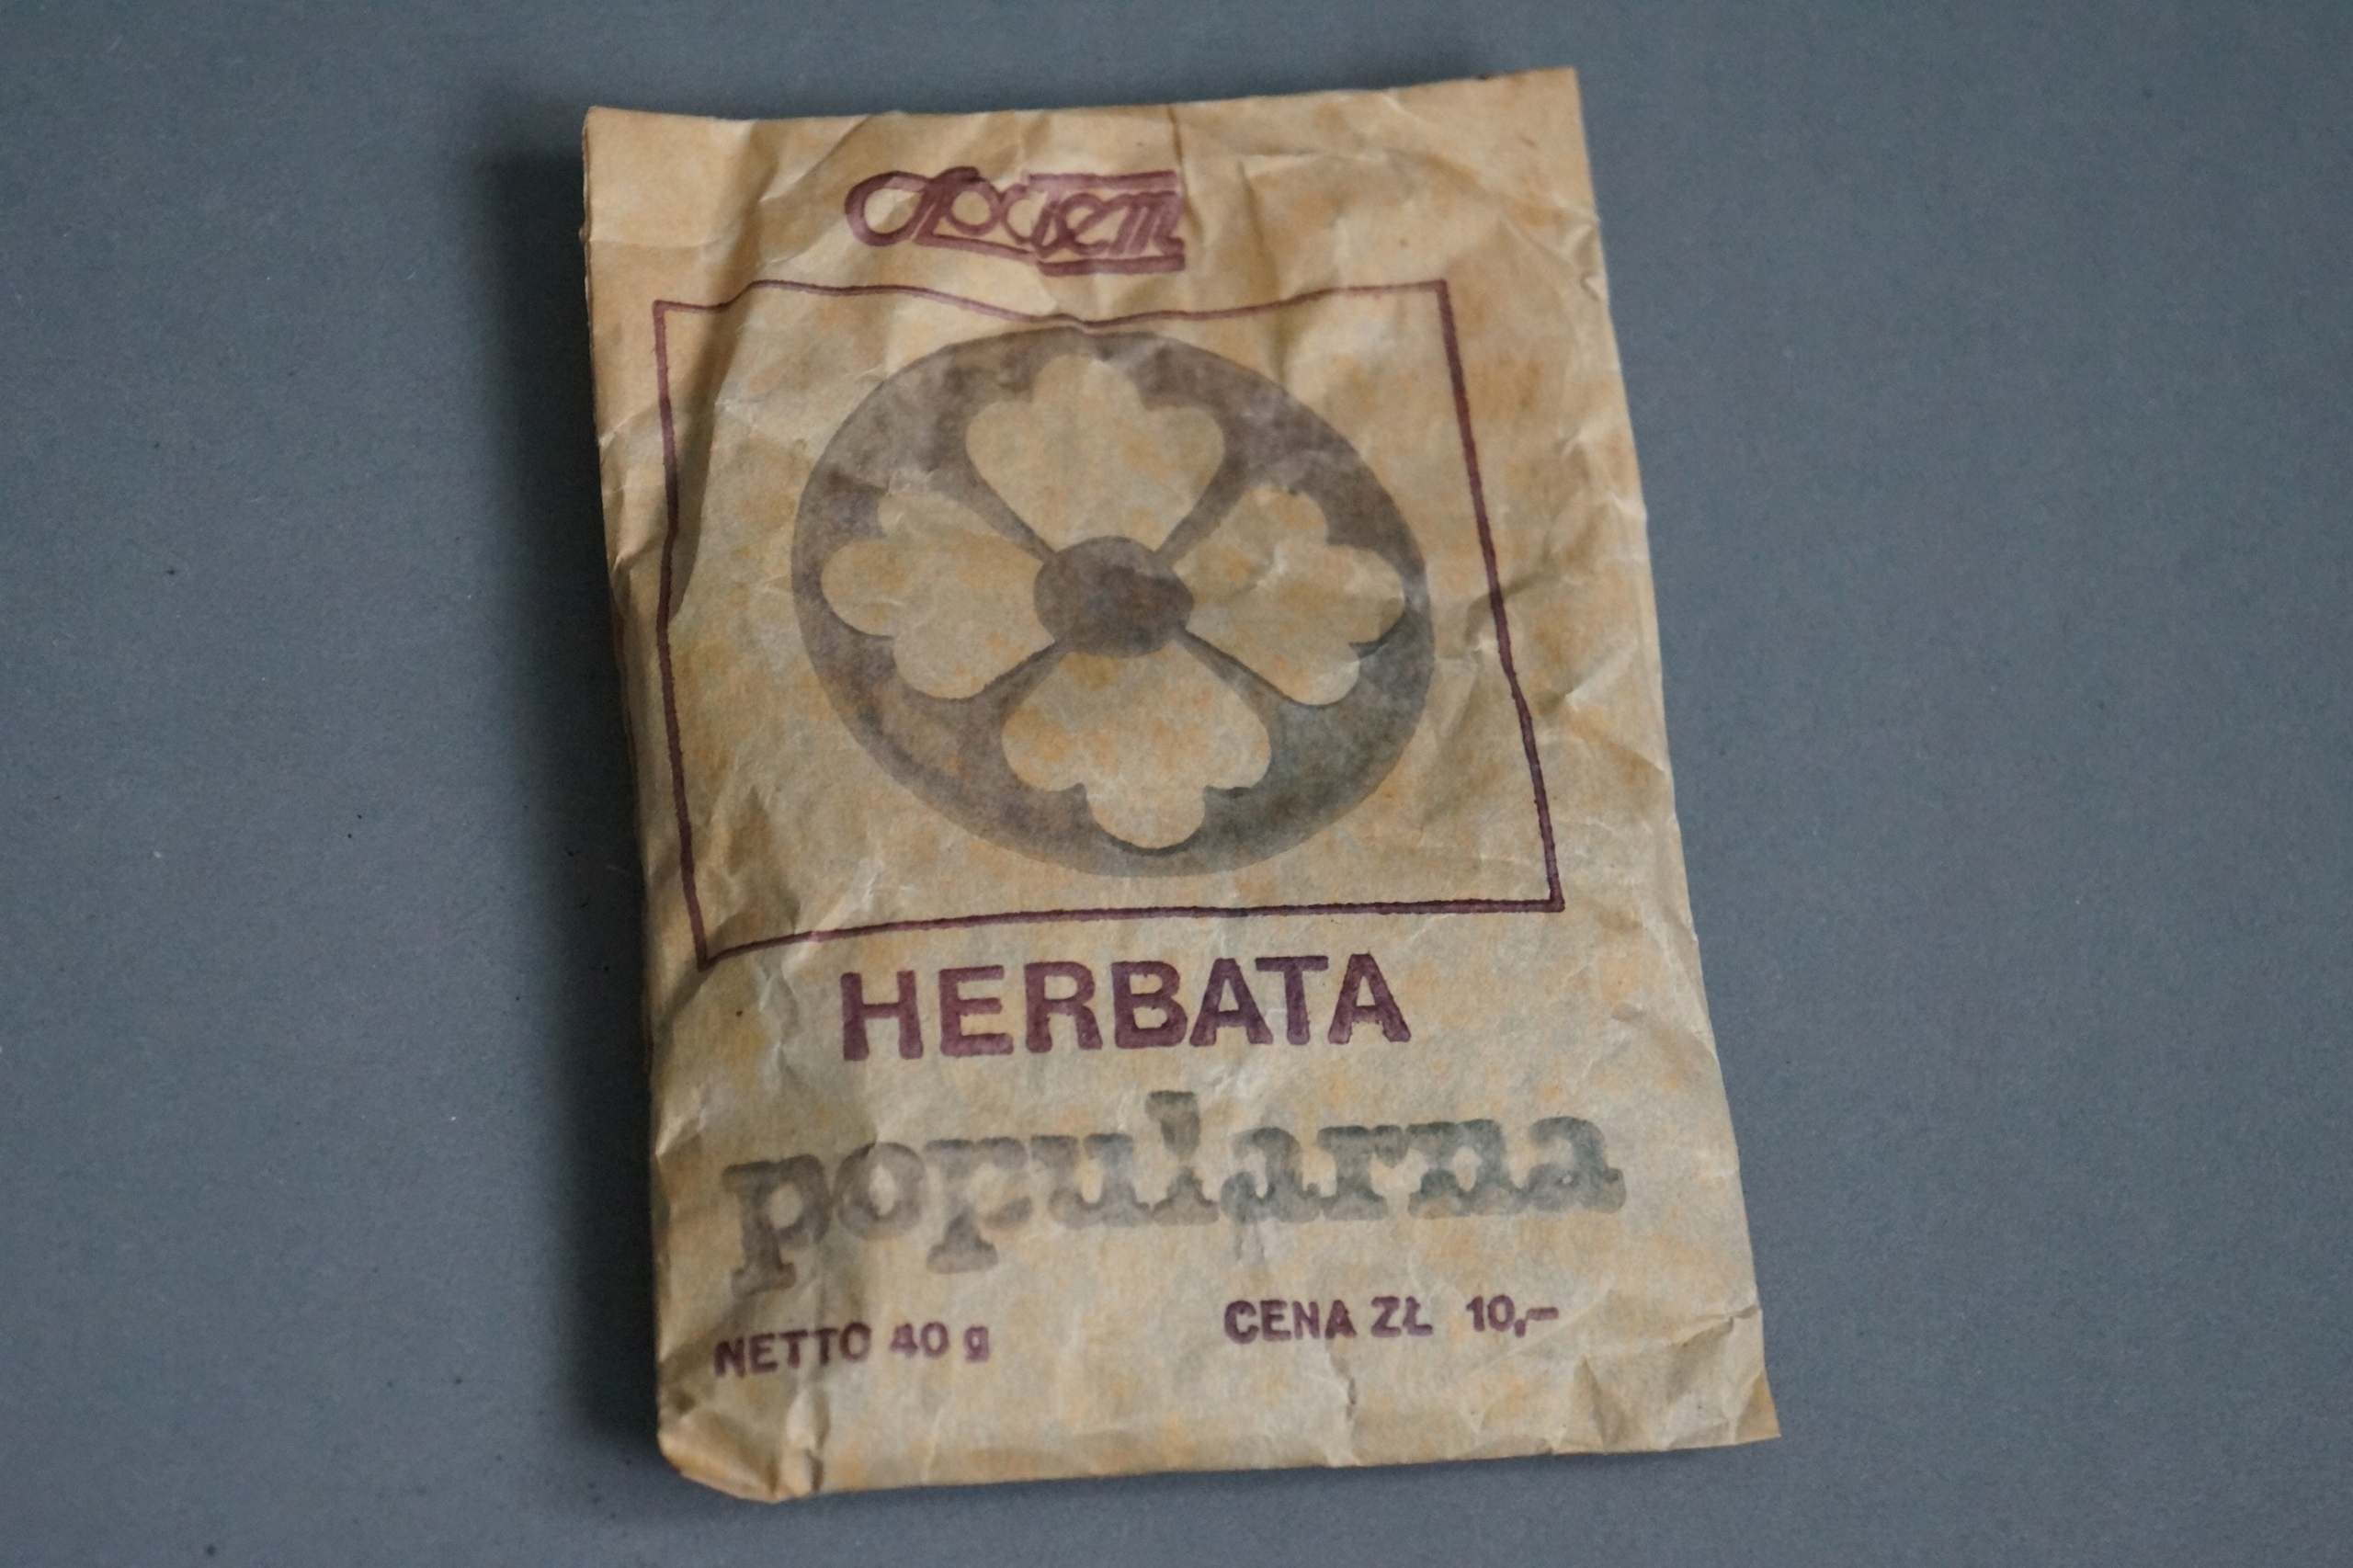 Społem
HERBATA
popularna
NETTO 40 g
CENA ZŁ 10,-